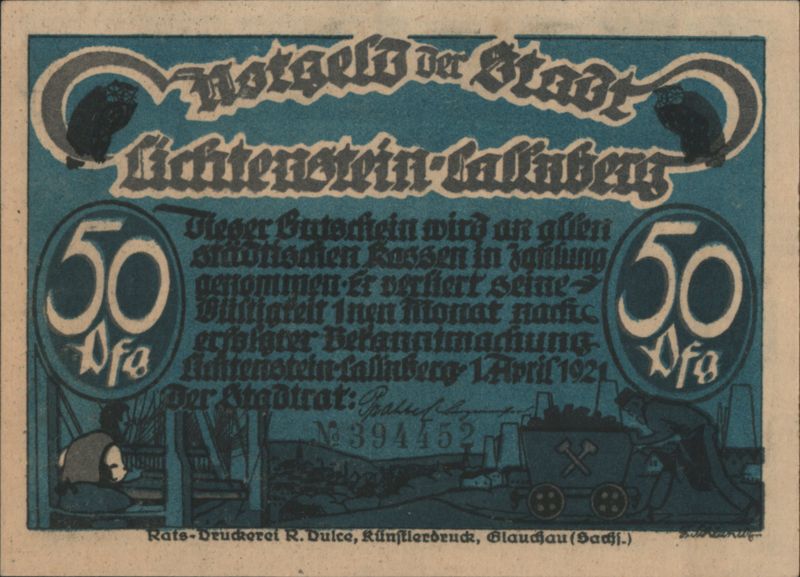 Notgeld der Stadt
Lichtenstein-Callnberg
50
Pfg
50
Pfg
Dieser Gutschein wird an allen
städtischen Kassen in Zahlung
genommen. Er verliert seine
Gültigkeit 1nen Monat nach
erfolgter Bekanntmachung.
Lichtenstein-Callnberg 1. April 1921
Der Stadtrat:
№ 394452
Rats-Druckerei R. Dulce, Künstlerdruck, Glauchau (Sachs.)